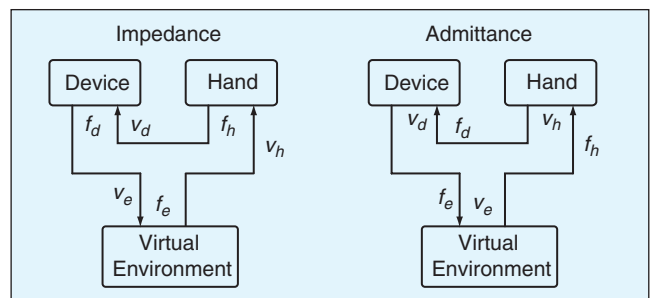 Impedance
Admittance
Device
Hand
Device
Hand
f_d
v_d
f_h
v_h
v_d
f_d
v_h
f_h
v_e
f_e
f_e
v_e
Virtual
Environment
Virtual
Environment